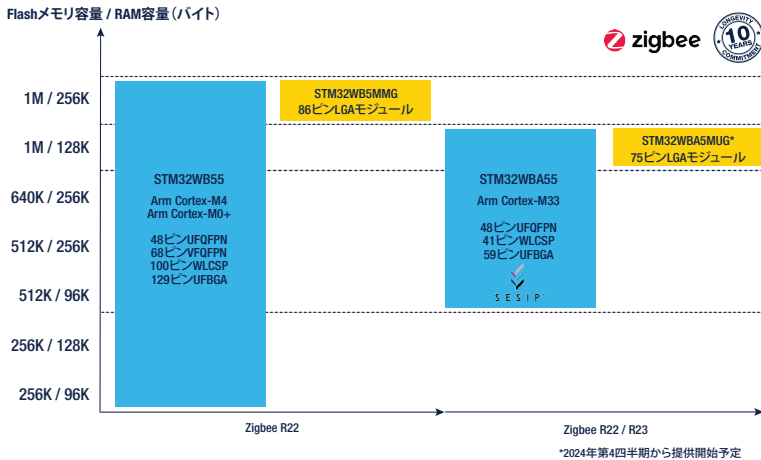 Flashメモリ容量 / RAM容量（バイト）
zigbee
LONGEVITY
10
YEARS
COMMITMENT
1M / 256K
1M / 128K
640K / 256K
512K / 256K
512K / 96K
256K / 128K
256K / 96K
STM32WB55
Arm Cortex-M4
Arm Cortex-M0+
48ピンUFQFPN
68ピンVFQFPN
100ピンWLCSP
129ピンUFBGA
STM32WB5MMG
86ピンLGAモジュール
STM32WBA55
Arm Cortex-M33
48ピンUFQFPN
41ピンWLCSP
59ピンUFBGA
SESIP
STM32WBA5MUG*
75ピンLGAモジュール
Zigbee R22
Zigbee R22 / R23
*2024年第4四半期から提供開始予定